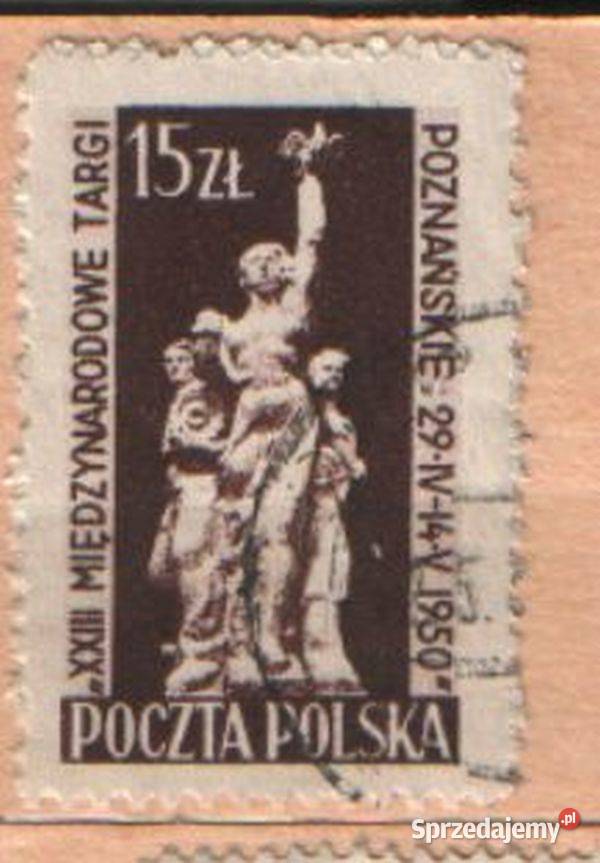 15 ZŁ
„XXIII MIĘDZYNARODOWE TARGI
POZNAŃSKIE 29·IV-14·V 1950"
POCZTA POLSKA
Sprzedajemy.pl